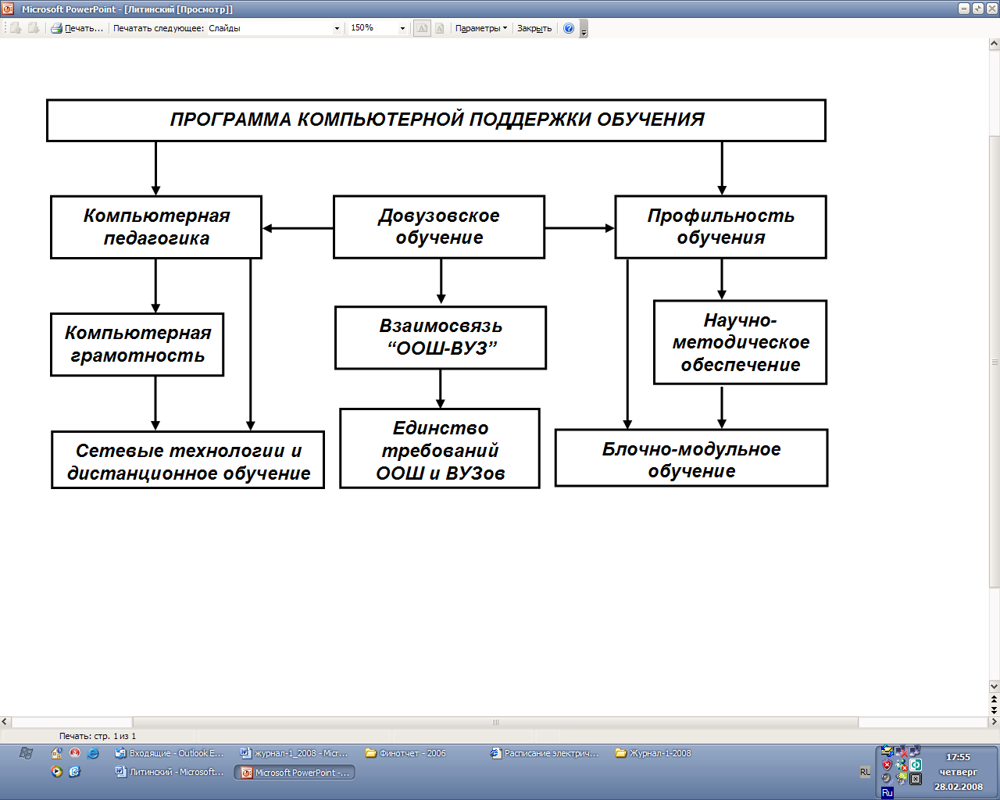 Microsoft PowerPoint - [Литинский [Просмотр]]
Печать... Печатать следующее: Слайды 150% Параметры Закрыть
ПРОГРАММА КОМПЬЮТЕРНОЙ ПОДДЕРЖКИ ОБУЧЕНИЯ
Компьютерная
педагогика
Довузовское
обучение
Профильность
обучения
Компьютерная
грамотность
Взаимосвязь
“ООШ-ВУЗ”
Научно-
методическое
обеспечение
Сетевые технологии и
дистанционное обучение
Единство
требований
ООШ и ВУЗов
Блочно-модульное
обучение
Печать: стр. 1 из 1
Входящие - Outlook E... журнал-1_2008 - Micr... Финотчет - 2006 Расписание электрич... Журнал-1-2008
Литинский - Microsoft... Microsoft PowerPoint -...
RU
Ru
17:55
четверг
28.02.2008